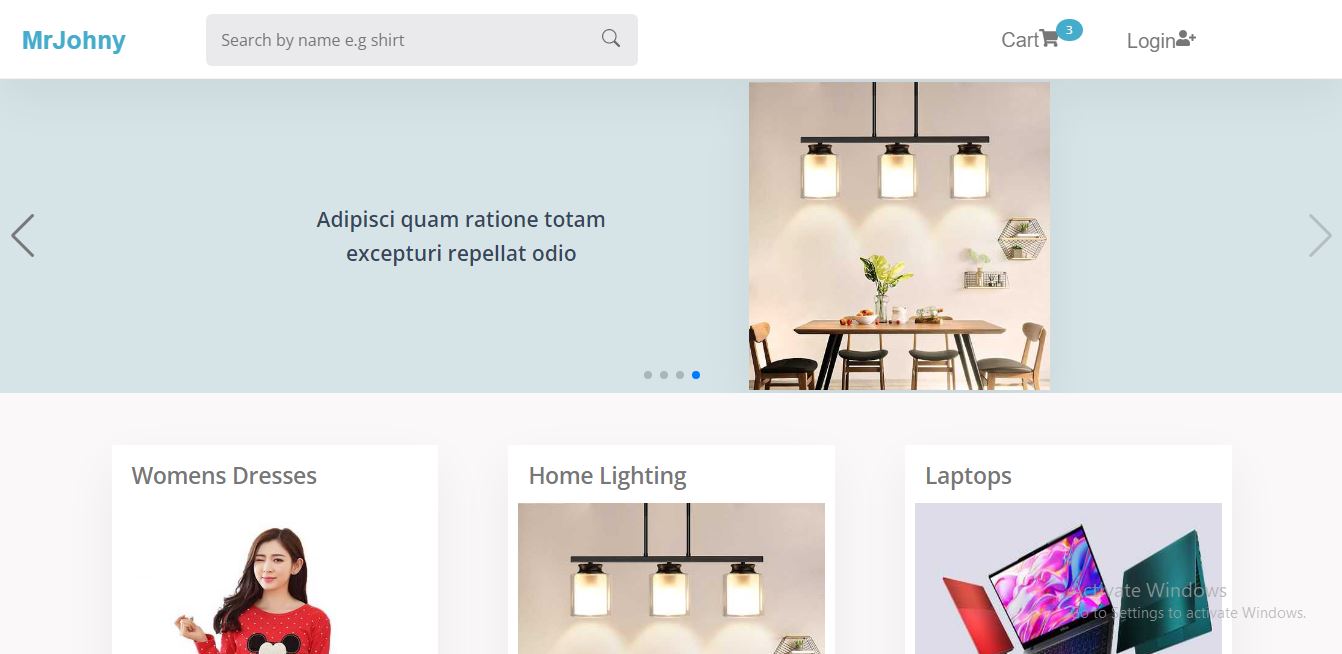 MrJohny
Search by name e.g shirt
Cart
3
Login
Adipisci quam ratione totam
excepturi repellat odio
Womens Dresses
Home Lighting
Laptops
Activate Windows
Go to Settings to activate Windows.